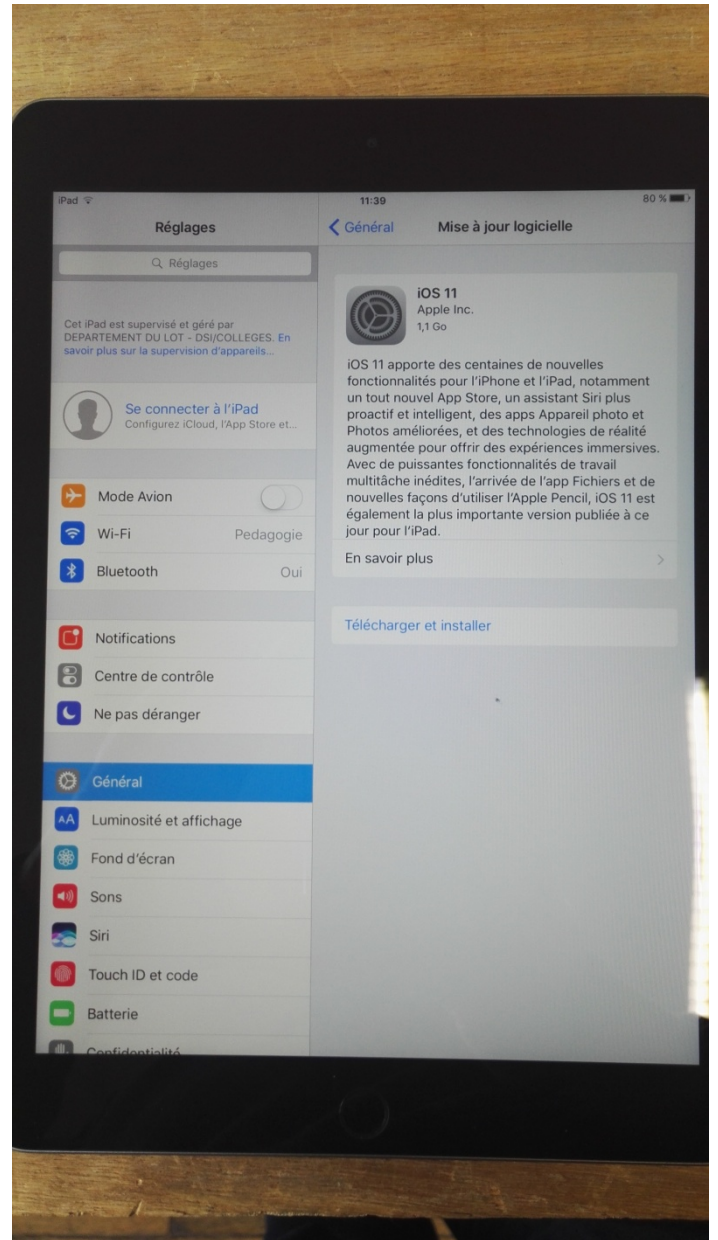 iPad
11:39
80 %
Réglages
Général
Mise à jour logicielle
Réglages
Cet iPad est supervisé et géré par
DEPARTEMENT DU LOT - DSI/COLLEGES. En
savoir plus sur la supervision d'appareils...
Se connecter à l'iPad
Configurez iCloud, l'App Store et...
Mode Avion
Wi-Fi
Pedagogie
Bluetooth
Oui
Notifications
Centre de contrôle
Ne pas déranger
Général
AA
Luminosité et affichage
Fond d'écran
Sons
Siri
Touch ID et code
Batterie
Confidentialité
iOS 11
Apple Inc.
1,1 Go
iOS 11 apporte des centaines de nouvelles
fonctionnalités pour l'iPhone et l'iPad, notamment
un tout nouvel App Store, un assistant Siri plus
proactif et intelligent, des apps Appareil photo et
Photos améliorées, et des technologies de réalité
augmentée pour offrir des expériences immersives.
Avec de puissantes fonctionnalités de travail
multitâche inédites, l'arrivée de l'app Fichiers et de
nouvelles façons d'utiliser l'Apple Pencil, iOS 11 est
également la plus importante version publiée à ce
jour pour l'iPad.
En savoir plus
Télécharger et installer